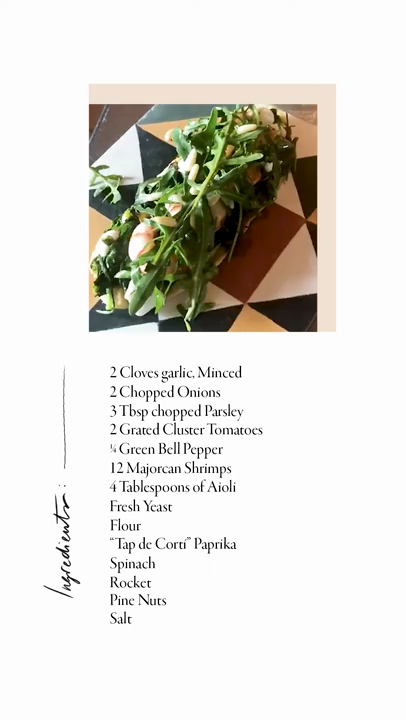 Ingredients:
2 Cloves garlic, Minced
2 Chopped Onions
3 Tbsp chopped Parsley
2 Grated Cluster Tomatoes
¼ Green Bell Pepper
12 Majorcan Shrimps
4 Tablespoons of Aioli
Fresh Yeast
Flour
“Tap de Cortí” Paprika
Spinach
Rocket
Pine Nuts
Salt